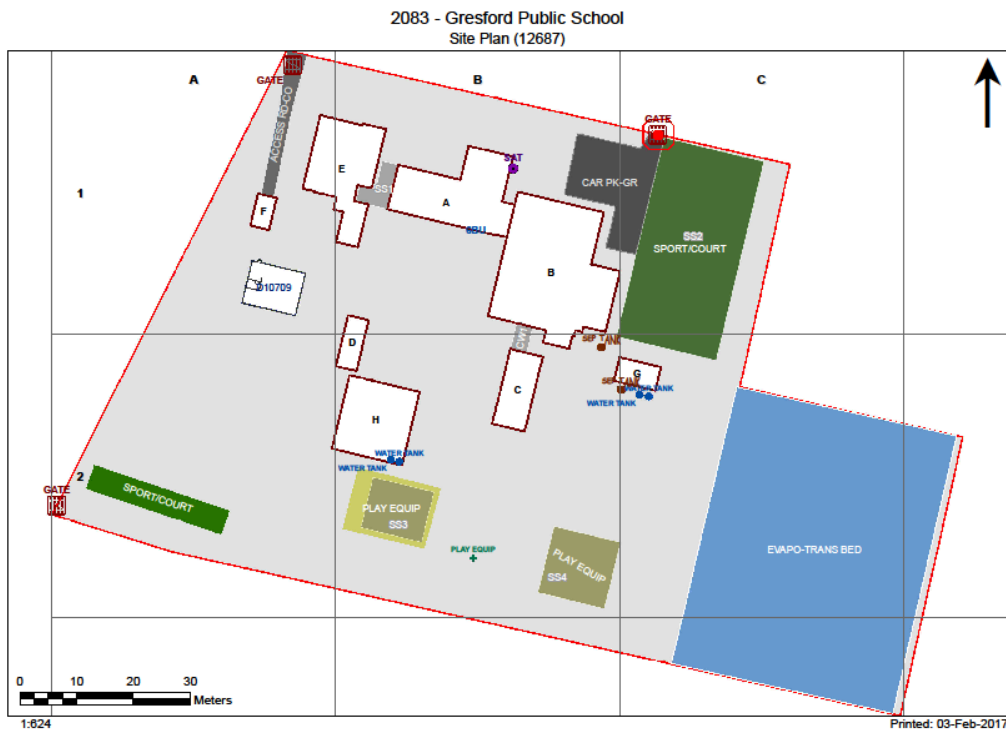 2083 - Gresford Public School
Site Plan (12687)
A
B
C
GATE
ACCESS RD-CO
GATE
E
SAT
CAR PK-GR
SS1
1
A
F
SBU
SS2
SPORT/COURT
B
D10709
D
SEP TANK
CW1
G
SEP TANK
WATER TANK
WATER TANK
C
H
WATER TANK
WATER TANK
2
GATE
SPORT/COURT
PLAY EQUIP
SS3
PLAY EQUIP
PLAY EQUIP
SS4
EVAPO-TRANS BED
0 10 20 30
Meters
1:624
Printed: 03-Feb-2017